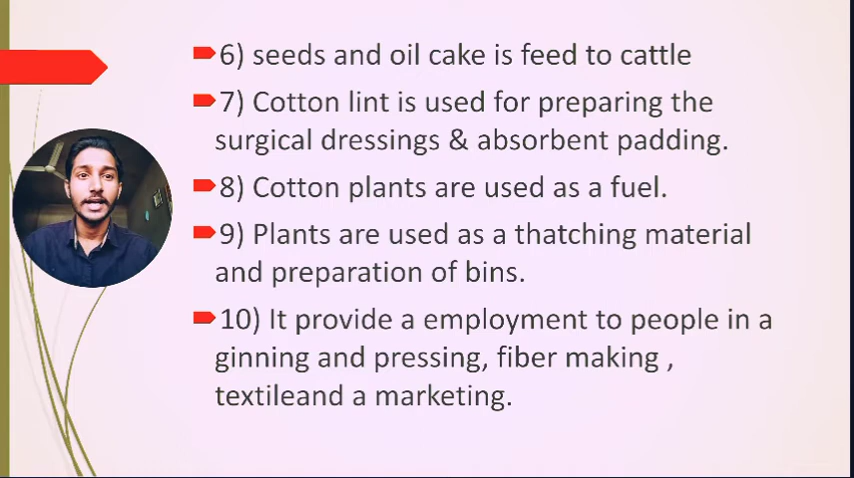 6) seeds and oil cake is feed to cattle
7) Cotton lint is used for preparing the
surgical dressings & absorbent padding.
8) Cotton plants are used as a fuel.
9) Plants are used as a thatching material
and preparation of bins.
10) It provide a employment to people in a
ginning and pressing, fiber making ,
textileand a marketing.